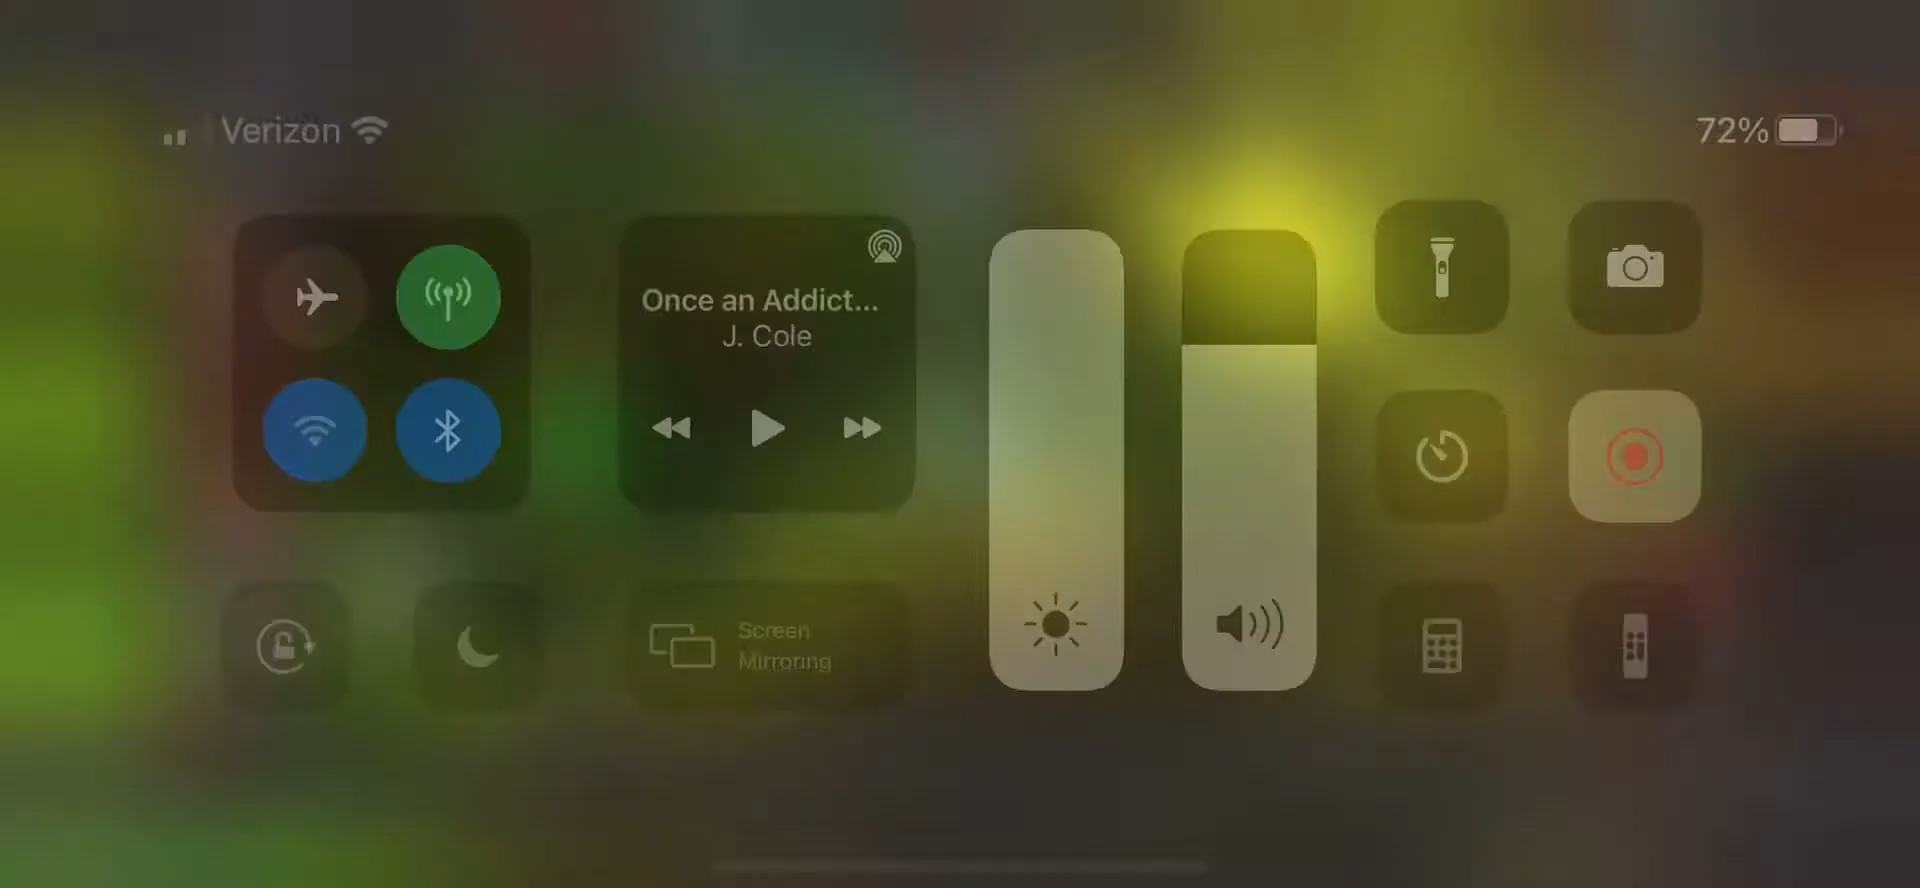 Verizon
72%
Once an Addict...
J. Cole
Screen
Mirroring